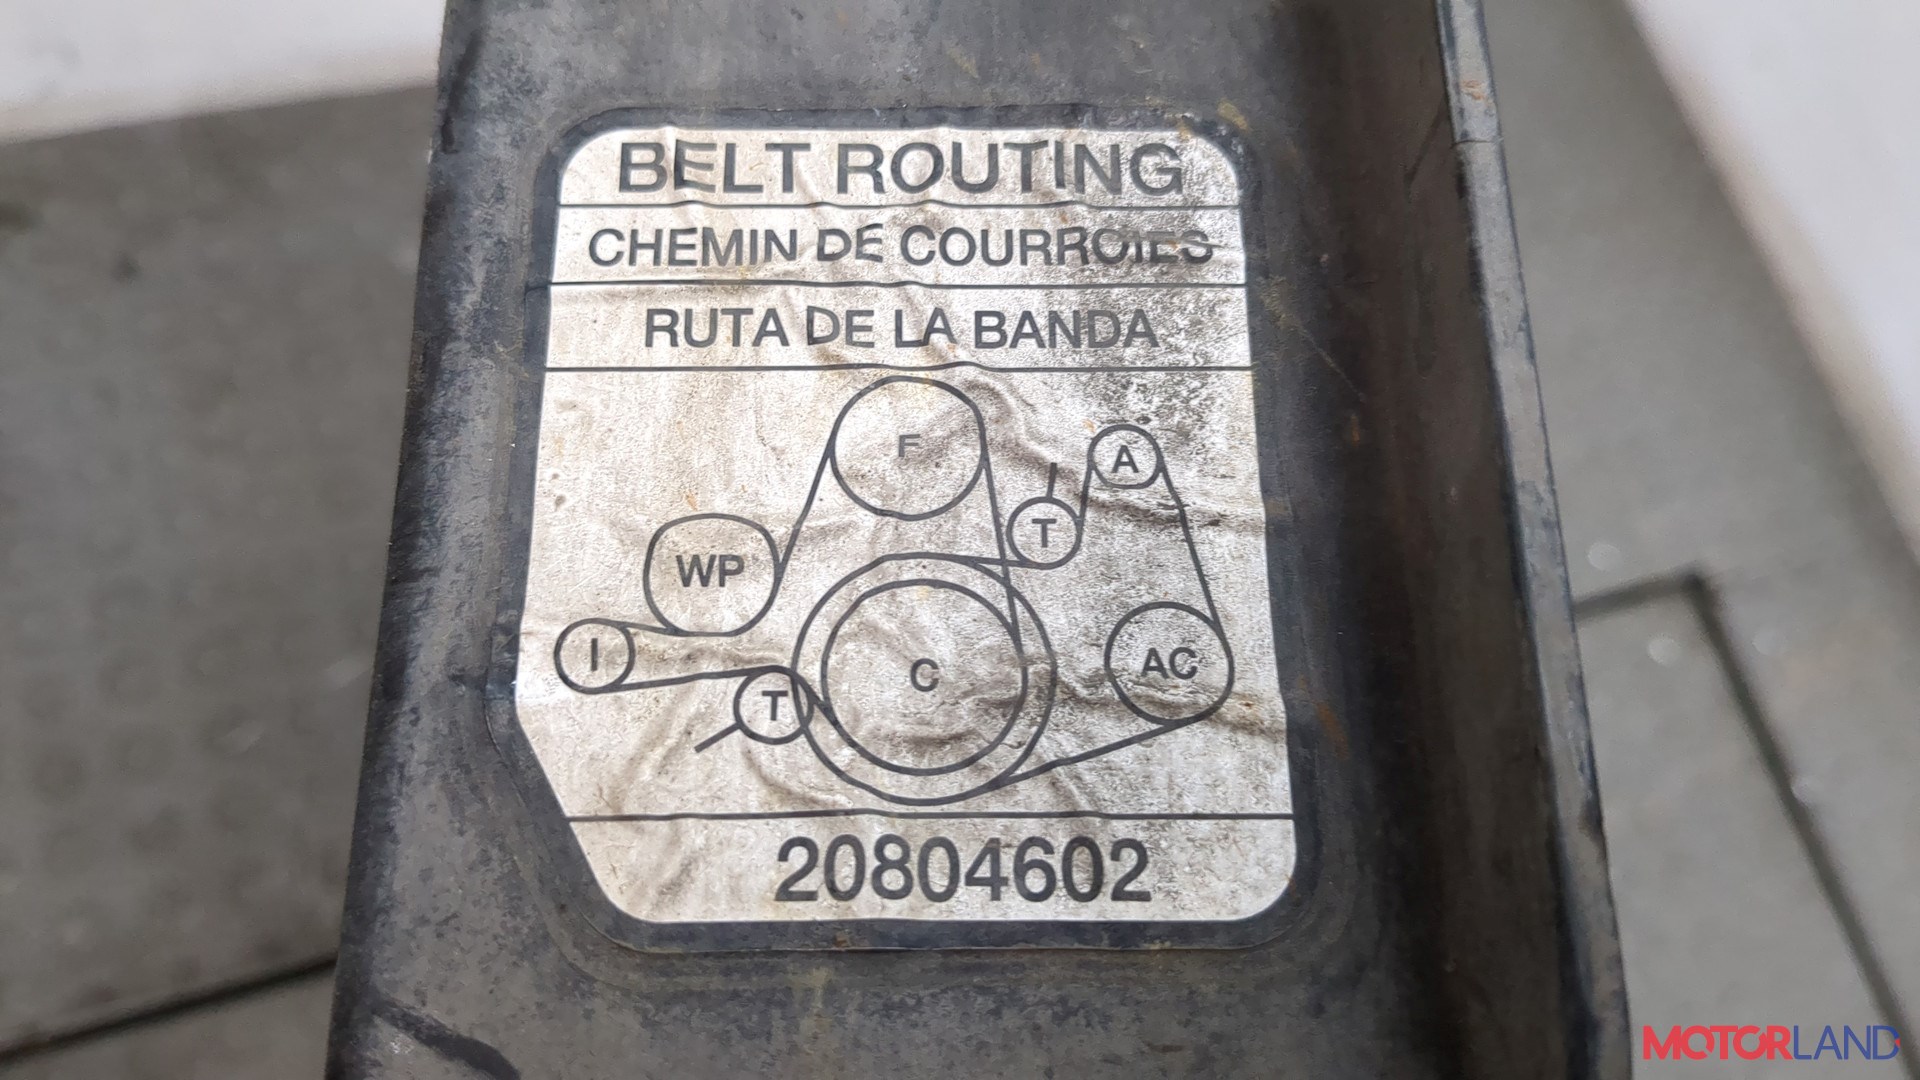 BELT ROUTING
CHEMIN DE COURROIES
RUTA DE LA BANDA
F
A
T
WP
I
C
AC
T
20804602
MOTORLAND